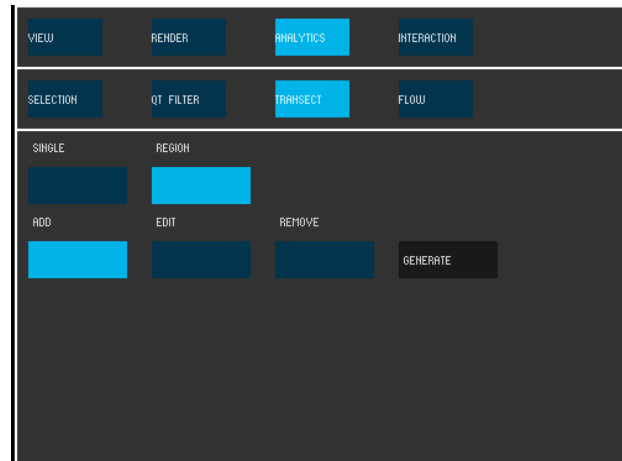 VIEW RENDER ANALYTICS INTERACTION
SELECTION QT FILTER TRANSECT FLOW
SINGLE REGION
ADD EDIT REMOVE
GENERATE